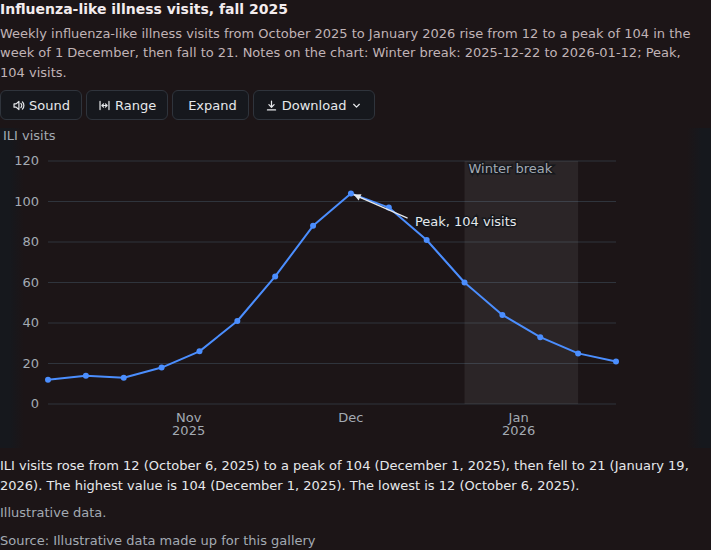 Influenza-like illness visits, fall 2025
Weekly influenza-like illness visits from October 2025 to January 2026 rise from 12 to a peak of 104 in the
week of 1 December, then fall to 21. Notes on the chart: Winter break: 2025-12-22 to 2026-01-12; Peak,
104 visits.
Sound Range Expand Download
ILI visits
120
Winter break
100
Peak, 104 visits
80
60
40
20
0
Nov Dec Jan
2025 2026
ILI visits rose from 12 (October 6, 2025) to a peak of 104 (December 1, 2025), then fell to 21 (January 19,
2026). The highest value is 104 (December 1, 2025). The lowest is 12 (October 6, 2025).
Illustrative data.
Source: Illustrative data made up for this gallery